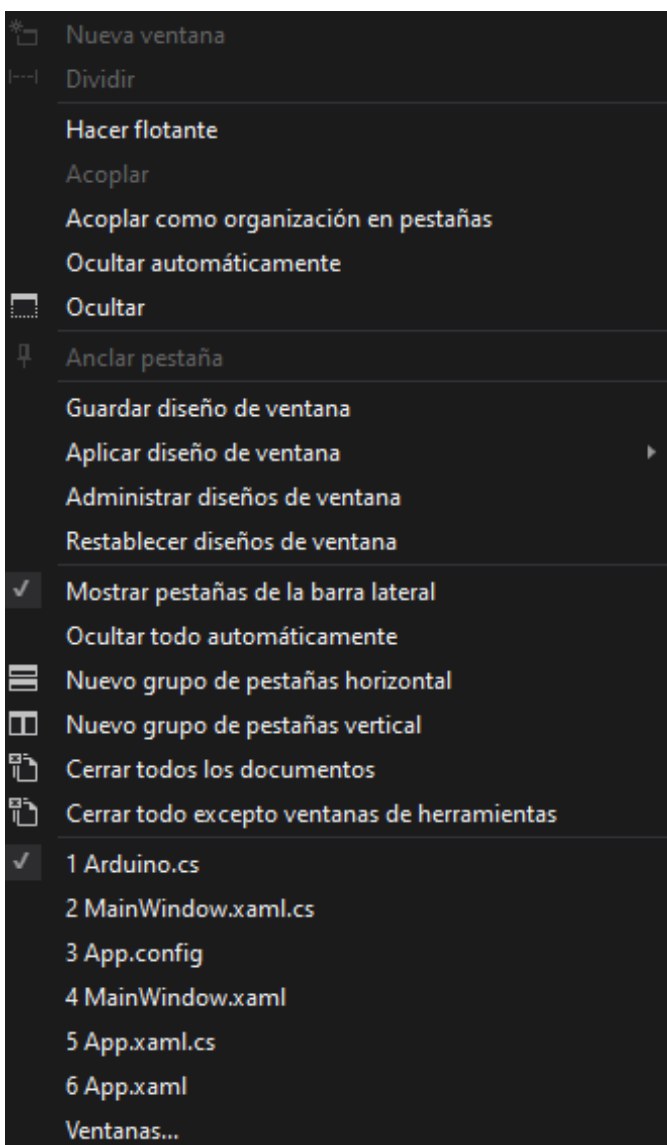 Nueva ventana
Dividir
Hacer flotante
Acoplar
Acoplar como organización en pestañas
Ocultar automáticamente
Ocultar
Anclar pestaña
Guardar diseño de ventana
Aplicar diseño de ventana
Administrar diseños de ventana
Restablecer diseños de ventana
Mostrar pestañas de la barra lateral
Ocultar todo automáticamente
Nuevo grupo de pestañas horizontal
Nuevo grupo de pestañas vertical
Cerrar todos los documentos
Cerrar todo excepto ventanas de herramientas
1 Arduino.cs
2 MainWindow.xaml.cs
3 App.config
4 MainWindow.xaml
5 App.xaml.cs
6 App.xaml
Ventanas...